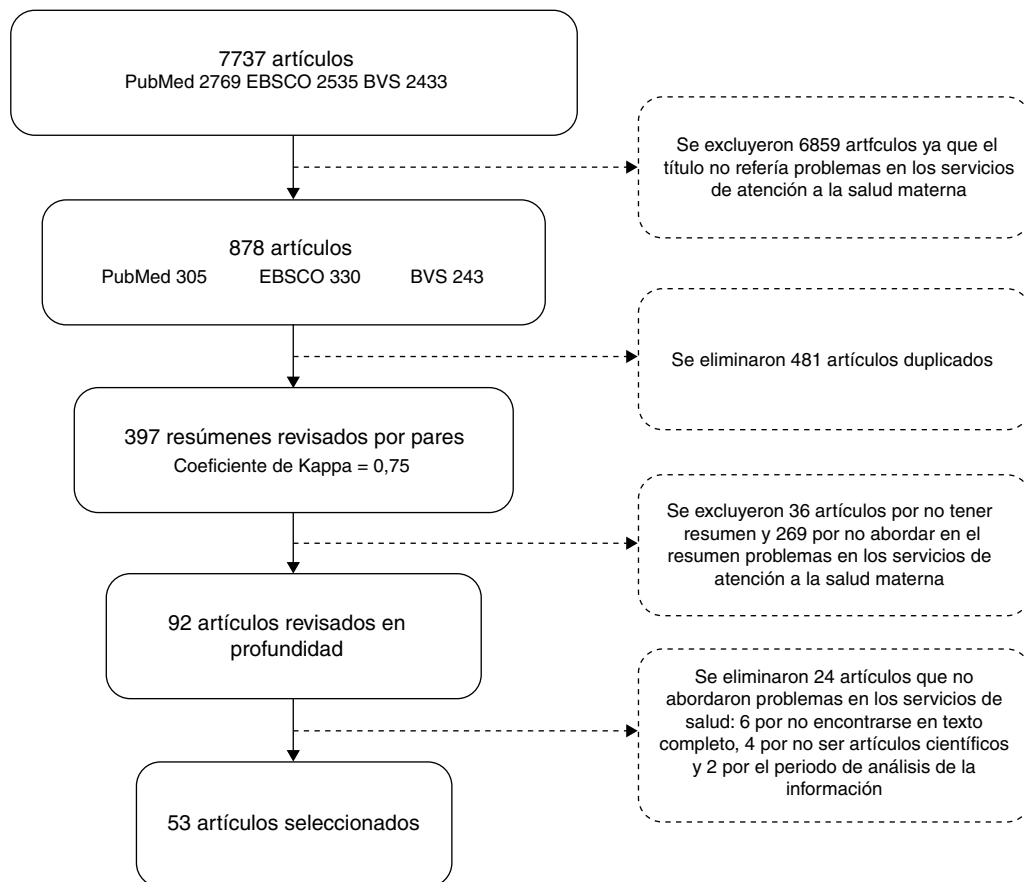 7737 artículos
PubMed 2769 EBSCO 2535 BVS 2433
Se excluyeron 6859 artfculos ya que el
título no refería problemas en los servicios
de atención a la salud materna
878 artículos
PubMed 305 EBSCO 330 BVS 243
Se eliminaron 481 artículos duplicados
397 resúmenes revisados por pares
Coeficiente de Kappa = 0,75
Se excluyeron 36 artículos por no tener
resumen y 269 por no abordar en el
resumen problemas en los servicios de
atención a la salud materna
92 artículos revisados en
profundidad
Se eliminaron 24 artículos que no
abordaron problemas en los servicios de
salud: 6 por no encontrarse en texto
completo, 4 por no ser artículos científicos
y 2 por el periodo de análisis de la
información
53 artículos seleccionados